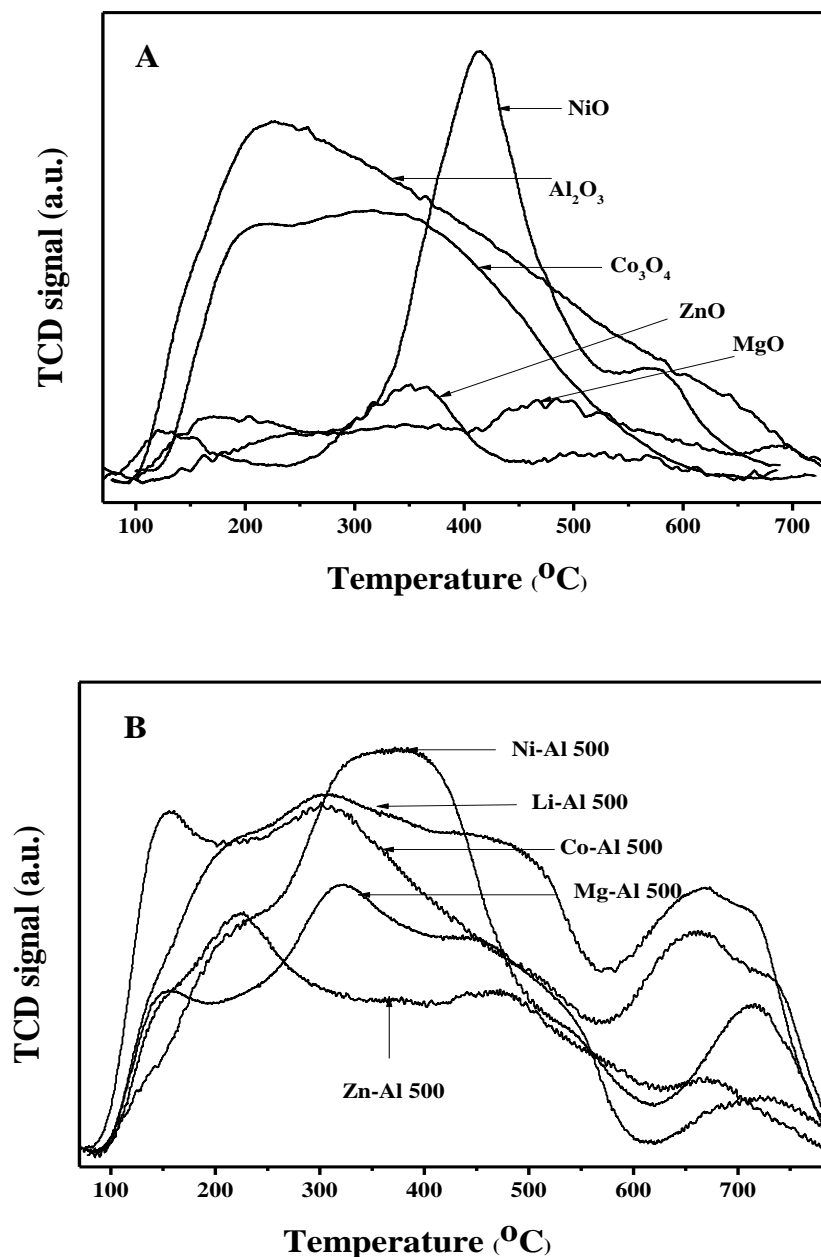 A
NiO
Al₂O₃
Co₃O₄
ZnO
MgO
TCD signal (a.u.)
100 200 300 400 500 600 700
Temperature (°C)
B
Ni-Al 500
Li-Al 500
Co-Al 500
Mg-Al 500
Zn-Al 500
TCD signal (a.u.)
100 200 300 400 500 600 700
Temperature (°C)